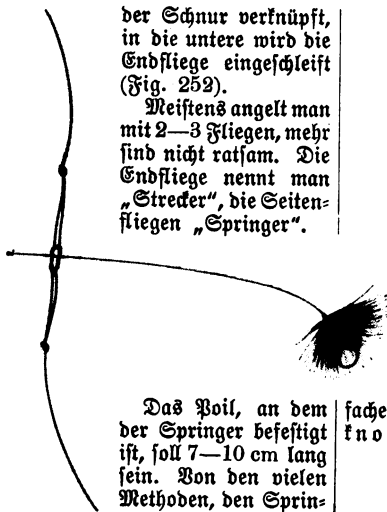 der Schnur verknüpft,
in die untere wird die
Endfliege eingeschleift
(Fig. 252).
Meistens angelt man
mit 2—3 Fliegen, mehr
sind nicht ratsam. Die
Endfliege nennt man
„Strecker“, die Seiten=
fliegen „Springer“.
Das Poil, an dem
der Springer befestigt
ist, soll 7—10 cm lang
sein. Von den vielen
Methoden, den Sprin=
fache
kno